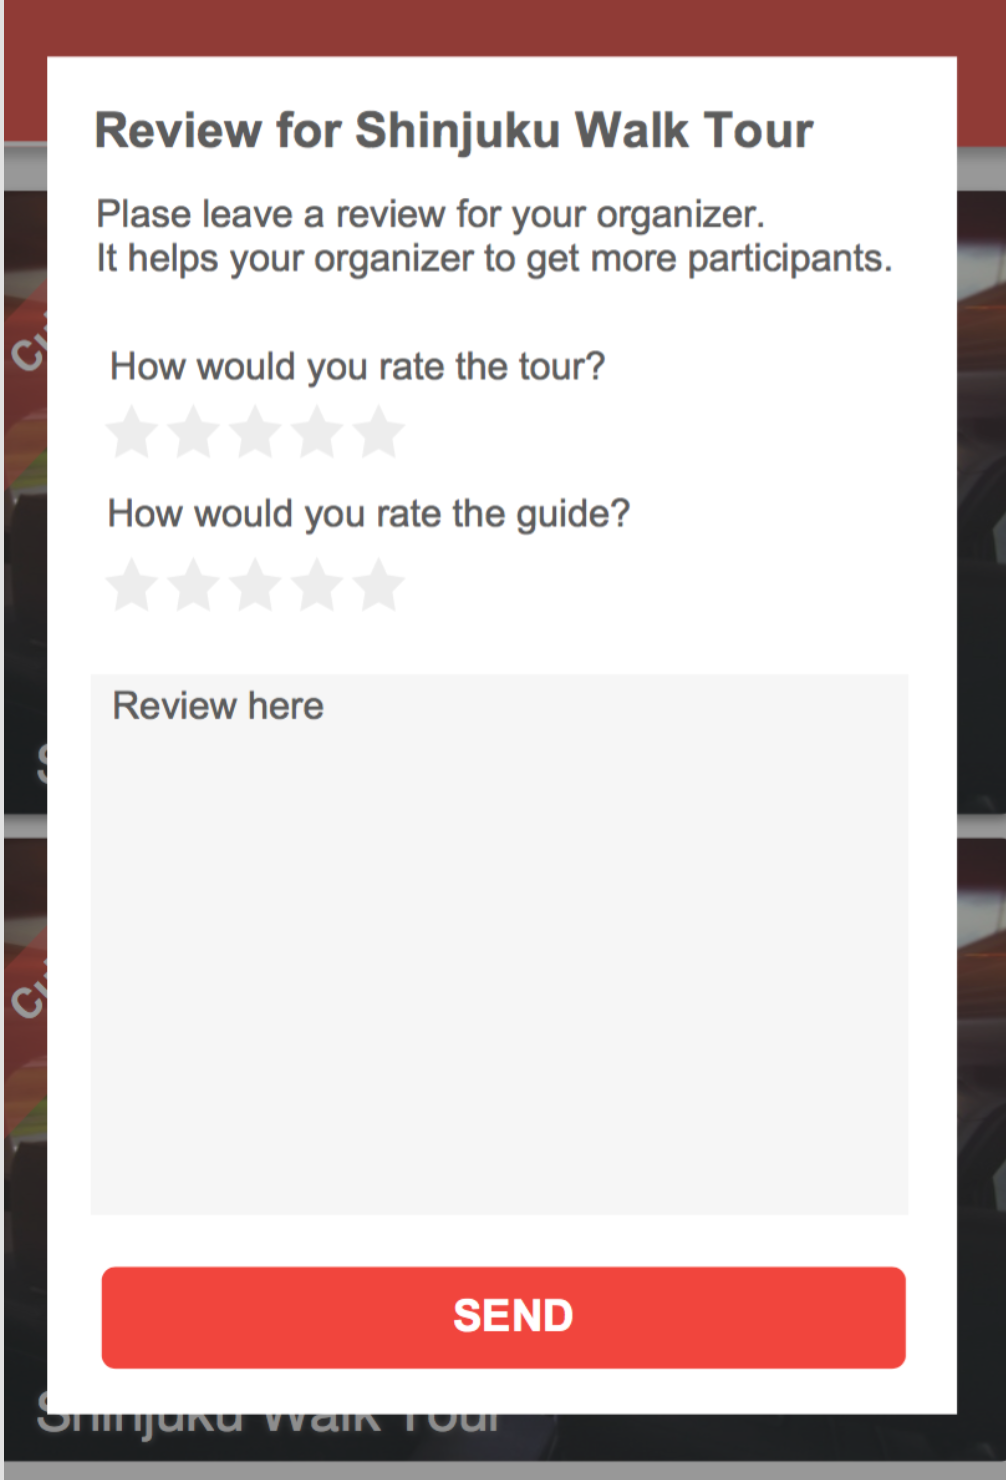 Review for Shinjuku Walk Tour
Plase leave a review for your organizer.
It helps your organizer to get more participants.
How would you rate the tour?
How would you rate the guide?
Review here
SEND
Shinjuku Walk Tour